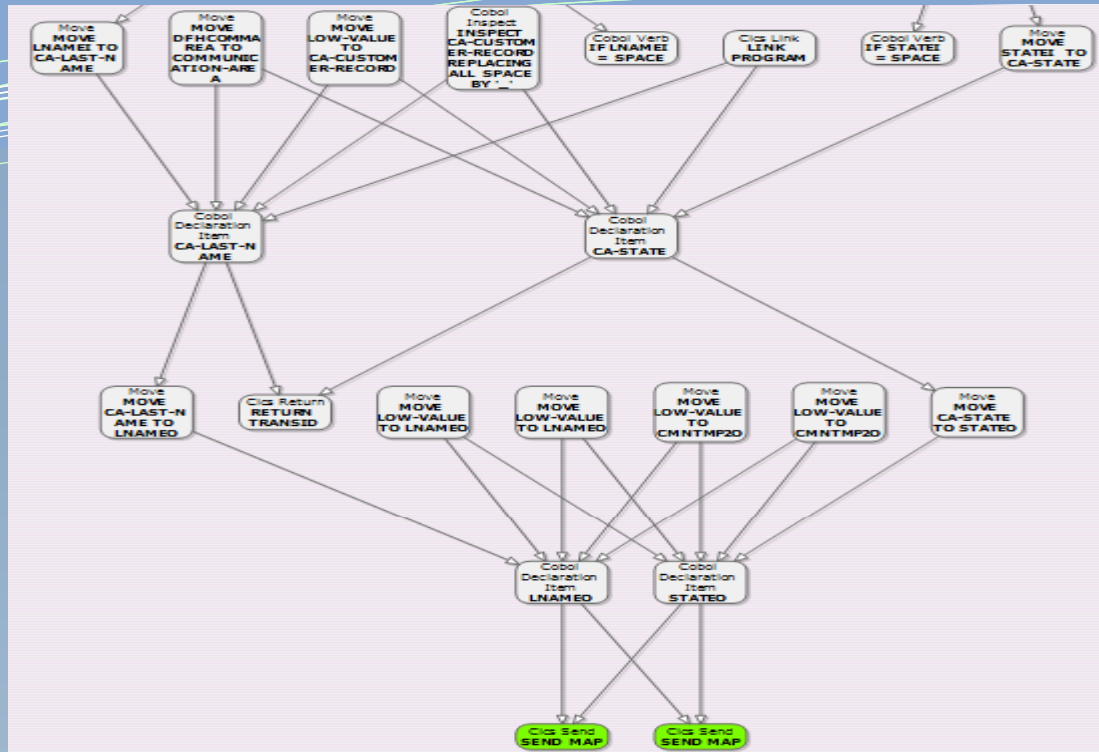 Move
MOVE
LNAMEI TO
CA-LAST-N
AME
Move
MOVE
DFHCOMMA
REA TO
COMMUNIC
ATION-ARE
A
Move
MOVE
LOW-VALUE
TO
CA-CUSTOM
ER-RECORD
Cobol
Inspect
INSPECT
CA-CUSTOM
ER-RECORD
REPLACING
ALL SPACE
BY '_'
Cobol Verb
IF LNAMEI
= SPACE
Cics Link
LINK
PROGRAM
Cobol Verb
IF STATEI
= SPACE
Move
MOVE
STATEI TO
CA-STATE
Cobol
Declaration
Item
CA-LAST-N
AME
Cobol
Declaration
Item
CA-STATE
Move
MOVE
CA-LAST-N
AME TO
LNAMEO
Cics Return
RETURN
TRANSID
Move
MOVE
LOW-VALUE
TO LNAMEO
Move
MOVE
LOW-VALUE
TO LNAMEO
Move
MOVE
LOW-VALUE
TO
CMNTMP2O
Move
MOVE
LOW-VALUE
TO
CMNTMP2O
Move
MOVE
CA-STATE
TO STATEO
Cobol
Declaration
Item
LNAMEO
Cobol
Declaration
Item
STATEO
Cics Send
SEND MAP
Cics Send
SEND MAP